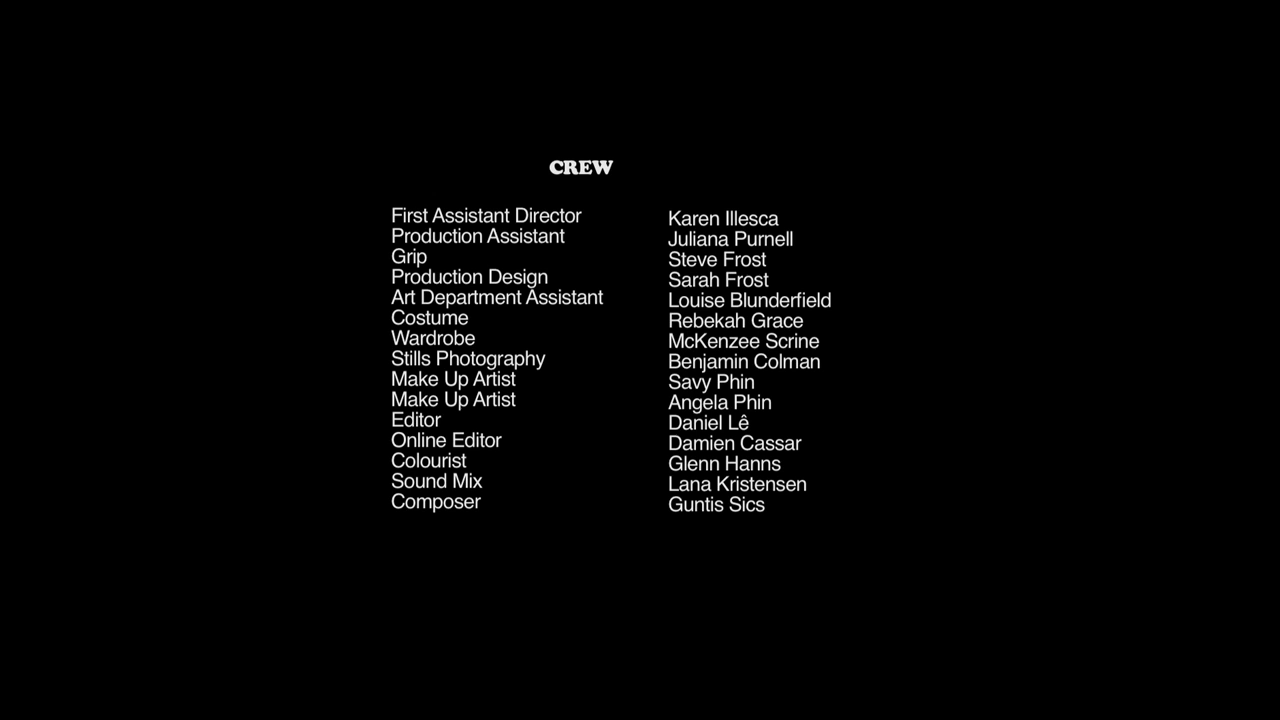 CREW
First Assistant Director Karen Illesca
Production Assistant Juliana Purnell
Grip Steve Frost
Production Design Sarah Frost
Art Department Assistant Louise Blunderfield
Costume Rebekah Grace
Wardrobe McKenzee Scrine
Stills Photography Benjamin Colman
Make Up Artist Savy Phin
Make Up Artist Angela Phin
Editor Daniel Lê
Online Editor Damien Cassar
Colourist Glenn Hanns
Sound Mix Lana Kristensen
Composer Guntis Sics